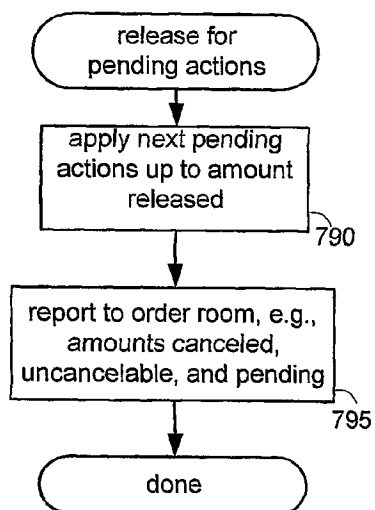 release for
pending actions
apply next pending
actions up to amount
released
790
report to order room, e.g.,
amounts canceled,
uncancelable, and pending
795
done